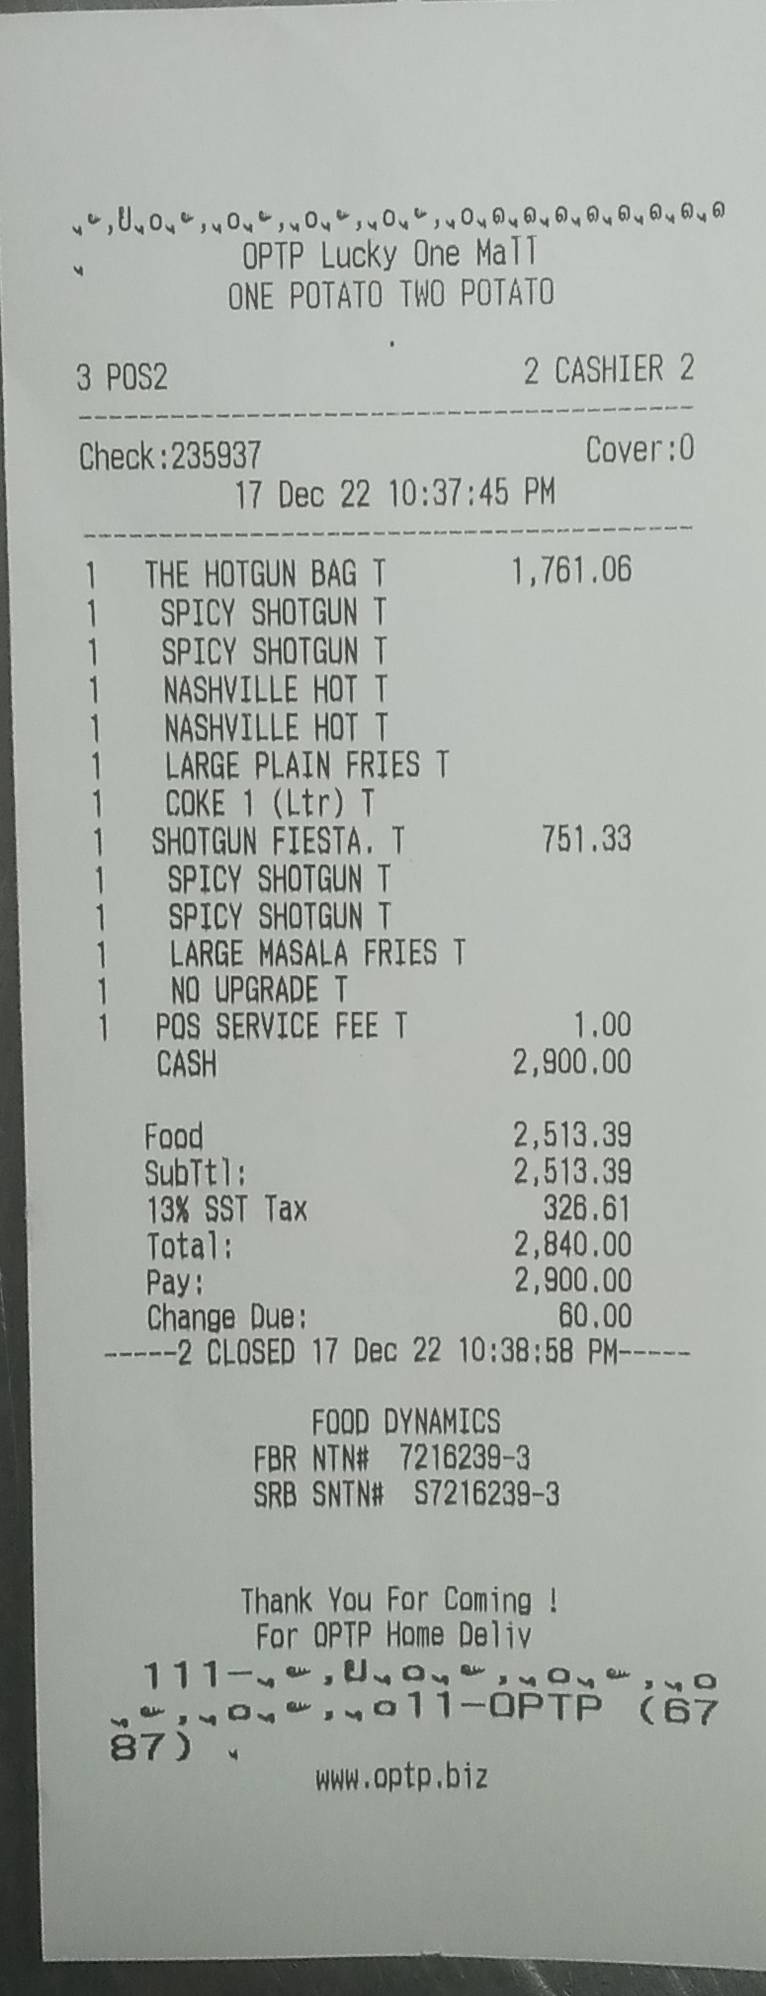 OPTP Lucky One Mall
ONE POTATO TWO POTATO
3 POS2 2 CASHIER 2
Check:235937 Cover:0
17 Dec 22 10:37:45 PM
1 THE HOTGUN BAG T 1,761.06
1 SPICY SHOTGUN T
1 SPICY SHOTGUN T
1 NASHVILLE HOT T
1 NASHVILLE HOT T
1 LARGE PLAIN FRIES T
1 COKE 1 (Ltr) T
1 SHOTGUN FIESTA. T 751.33
1 SPICY SHOTGUN T
1 SPICY SHOTGUN T
1 LARGE MASALA FRIES T
1 NO UPGRADE T
1 POS SERVICE FEE T 1.00
CASH 2,900.00
Food 2,513.39
SubTtl: 2,513.39
13% SST Tax 326.61
Total: 2,840.00
Pay: 2,900.00
Change Due: 60.00
-----2 CLOSED 17 Dec 22 10:38:58 PM-----
FOOD DYNAMICS
FBR NTN# 7216239-3
SRB SNTN# S7216239-3
Thank You For Coming !
For OPTP Home Deliv
111-
11-OPTP (67
87)
www.optp.biz